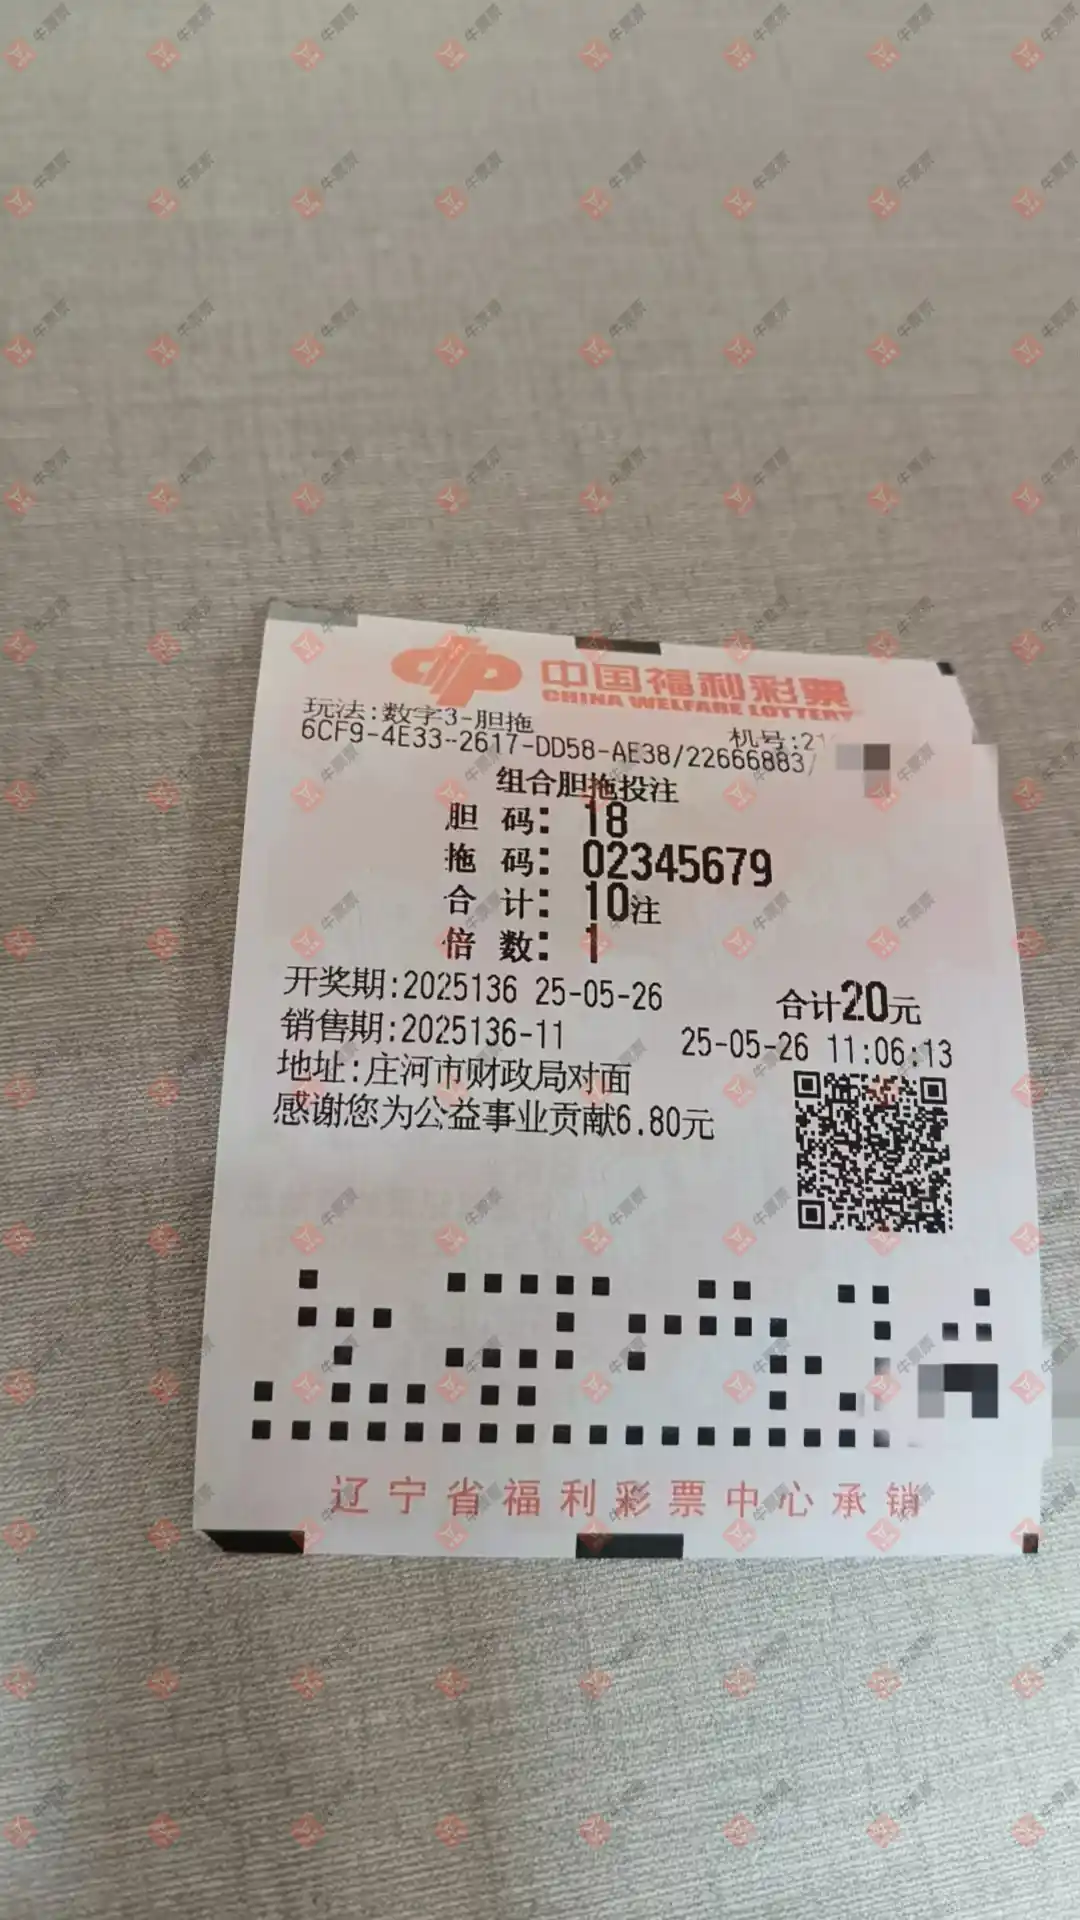 中国福利彩票
CHINA WELFARE LOTTERY
玩法:数字3-胆拖
机号:21
6CF9-4E33-2617-DD58-AE38/22666883/
组合胆拖投注
胆 码: 18
拖 码: 02345679
合 计: 10注
倍 数: 1
开奖期:2025136 25-05-26
合计20元
销售期:2025136-11
25-05-26 11:06:13
地址:庄河市财政局对面
感谢您为公益事业贡献6.80元
辽宁省福利彩票中心承销
牛票票